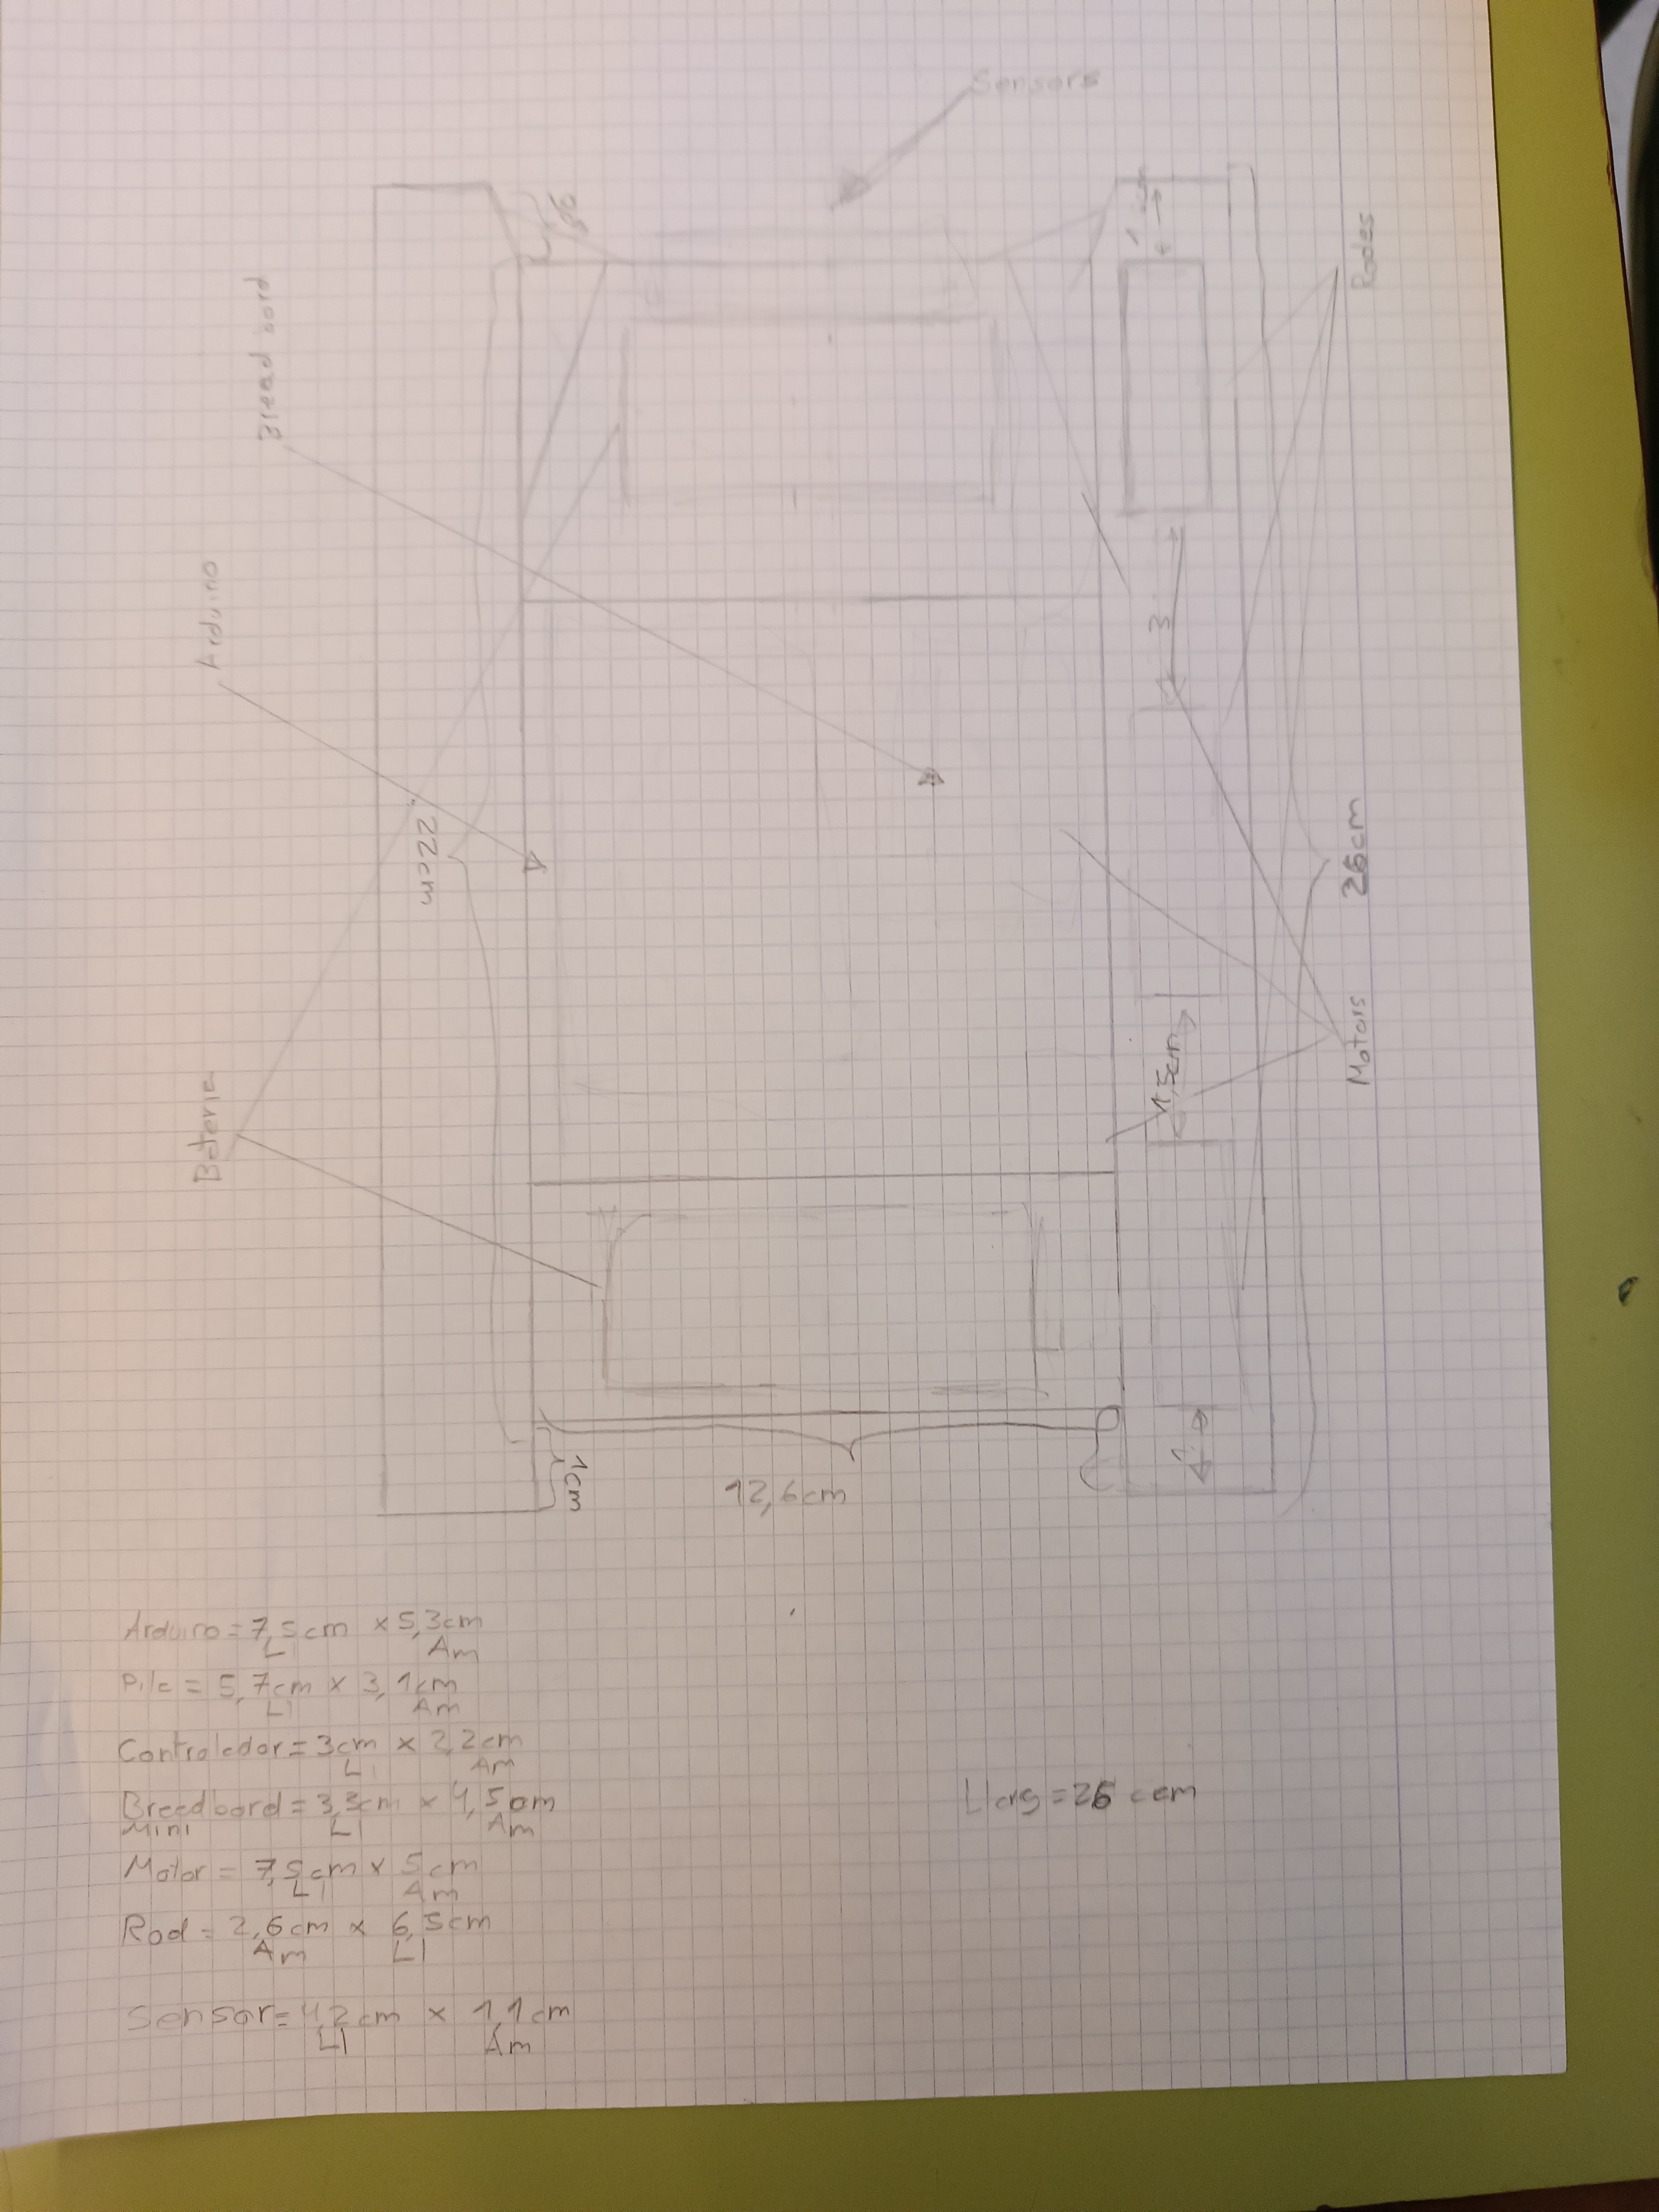 Sensors
Rodes
Bread bord
Arduino
22cm
3
26cm
Motors
1,5cm
Bateria
1
1cm
12,6cm
Arduino = 7,5cm x 5,3cm
Ll Am
Pila = 5,7cm x 3,1cm
Ll Am
Controlador = 3cm x 2,2cm
Ll Am
Breedbord = 3,3cm x 4,5cm
Mini Ll Am
Motor = 7,5cm x 5cm
Ll Am
Rod = 2,6cm x 6,5cm
Am Ll
Sensor = 4,2cm x 1,1cm
Ll Am
Llarg = 26 cm